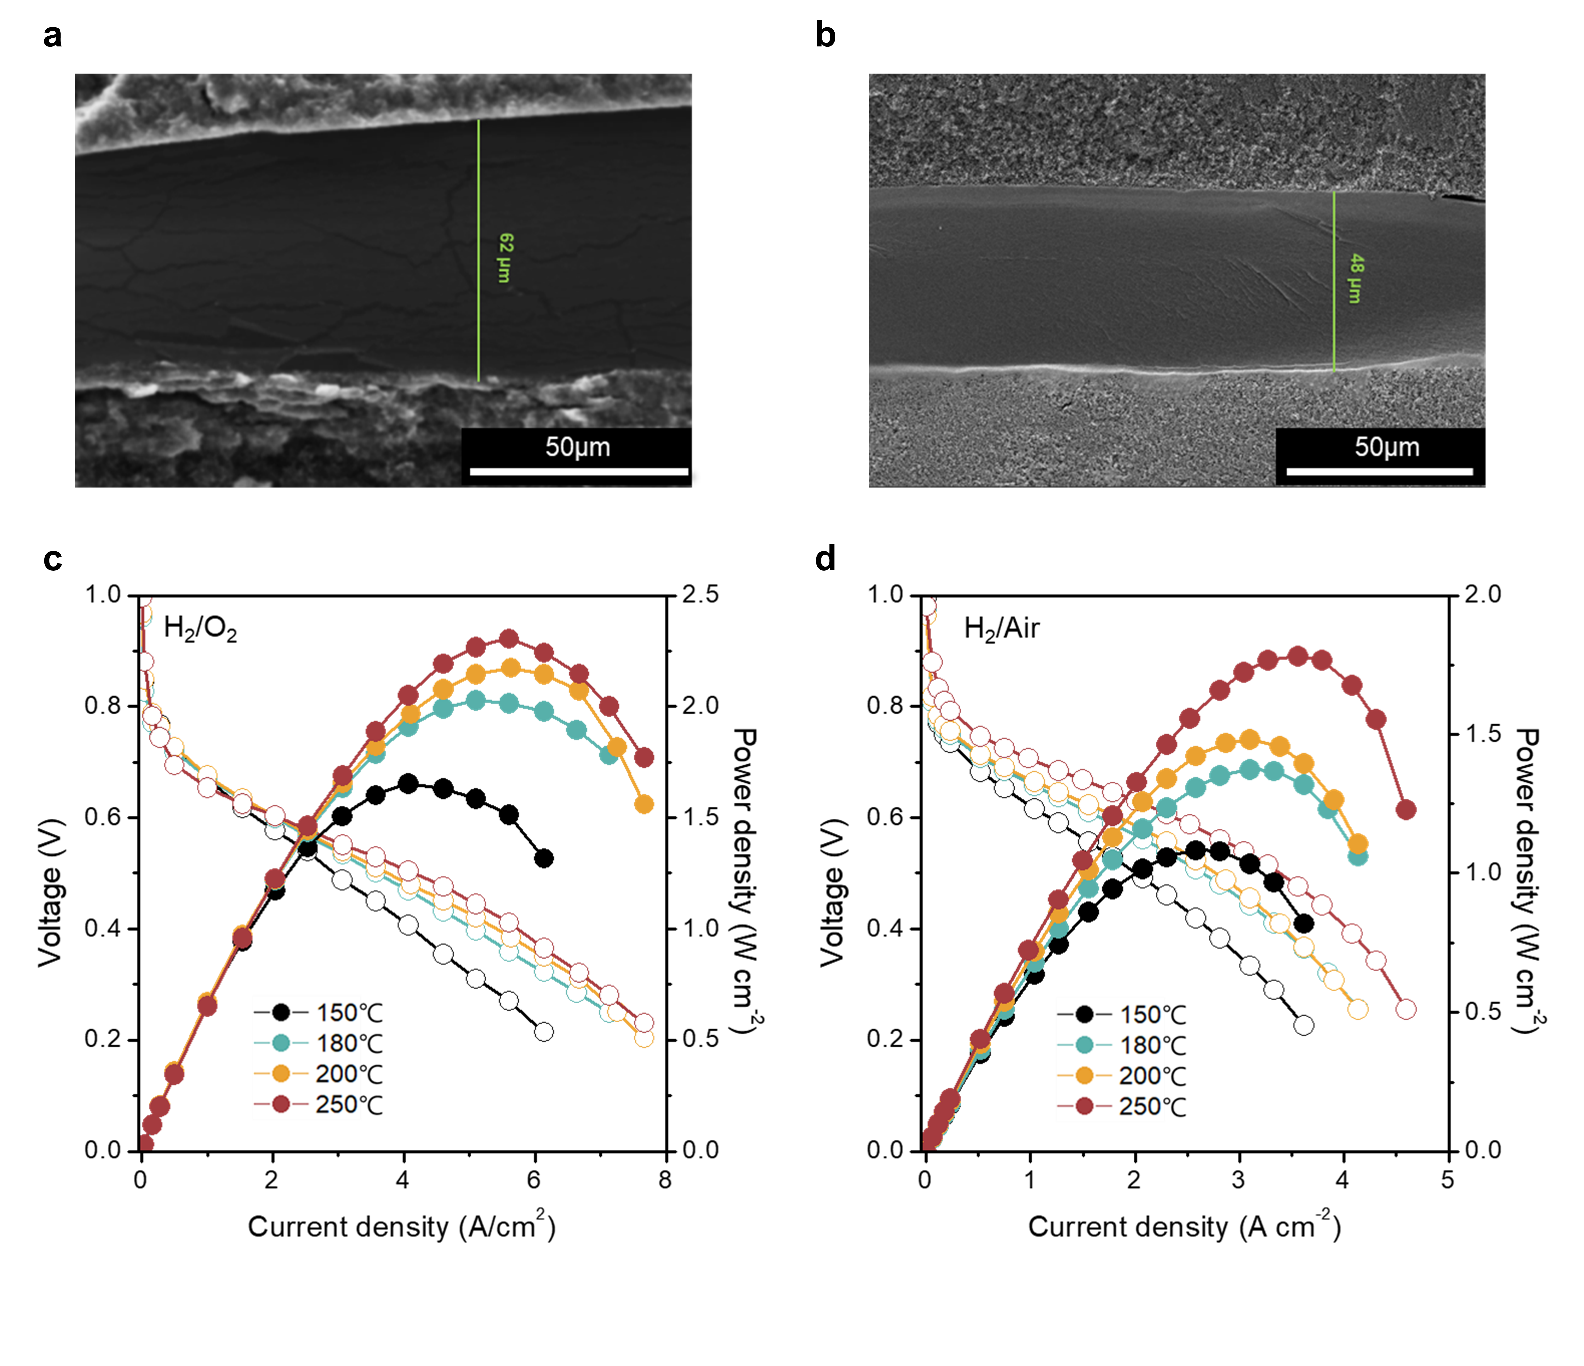 a
b
62 μm
50μm
48 μm
50μm
c
d
H2/O2
1.0
0.8
0.6
0.4
0.2
0.0
2.5
2.0
1.5
1.0
0.5
0.0
Voltage (V)
Power density (W cm-2)
150℃
180℃
200℃
250℃
0
2
4
6
8
Current density (A/cm2)
H2/Air
1.0
0.8
0.6
0.4
0.2
0.0
2.0
1.5
1.0
0.5
0.0
Voltage (V)
Power density (W cm-2)
150℃
180℃
200℃
250℃
0
1
2
3
4
5
Current density (A cm-2)